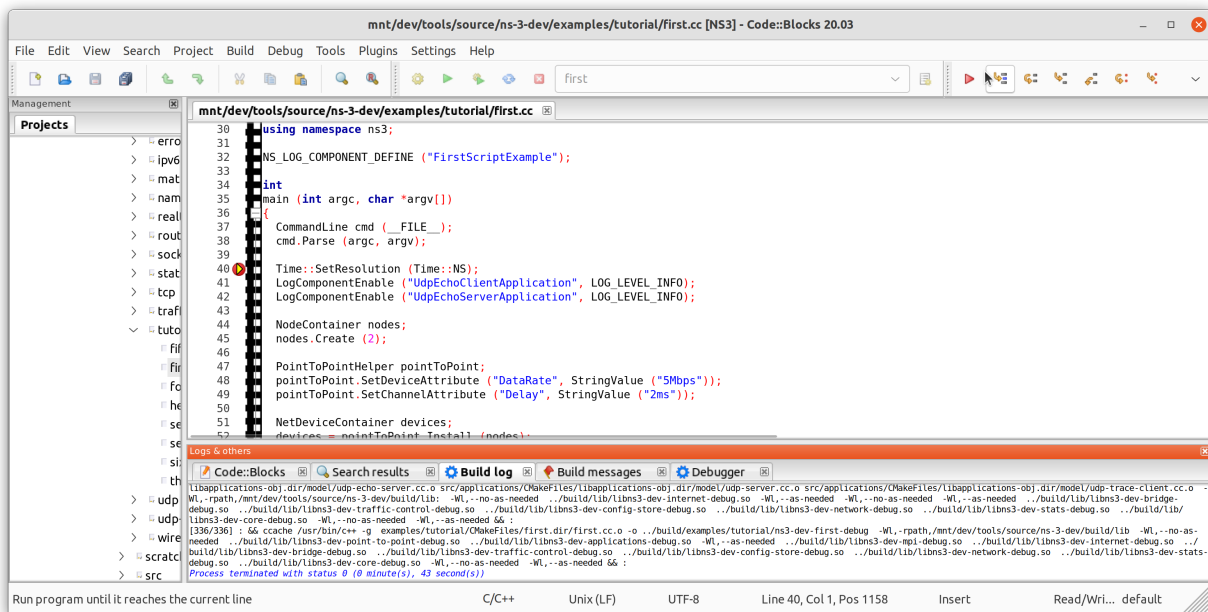 mnt/dev/tools/source/ns-3-dev/examples/tutorial/first.cc [NS3] - Code::Blocks 20.03
File Edit View Search Project Build Debug Tools Plugins Settings Help
first
Management
Projects
mnt/dev/tools/source/ns-3-dev/examples/tutorial/first.cc
erro
ipv6
mat
nam
real
rout
sock
stat
tcp
traf
tuto
fi
fir
fo
he
se
se
si
th
udp
udp-
wire
scratc
src
30 using namespace ns3;
31
32 NS_LOG_COMPONENT_DEFINE ("FirstScriptExample");
33
34 int
35 main (int argc, char *argv[])
36 {
37 CommandLine cmd (__FILE__);
38 cmd.Parse (argc, argv);
39
40 Time::SetResolution (Time::NS);
41 LogComponentEnable ("UdpEchoClientApplication", LOG_LEVEL_INFO);
42 LogComponentEnable ("UdpEchoServerApplication", LOG_LEVEL_INFO);
43
44 NodeContainer nodes;
45 nodes.Create (2);
46
47 PointToPointHelper pointToPoint;
48 pointToPoint.SetDeviceAttribute ("DataRate", StringValue ("5Mbps"));
49 pointToPoint.SetChannelAttribute ("Delay", StringValue ("2ms"));
50
51 NetDeviceContainer devices;
52 devices = pointToPoint.Install (nodes);
Logs & others
Code::Blocks Search results Build log Build messages Debugger
libapplications-obj.dir/model/udp-echo-server.cc.o src/applications/CMakeFiles/libapplications-obj.dir/model/udp-server.cc.o src/applications/CMakeFiles/libapplications-obj.dir/model/udp-trace-client.cc.o -
Wl,-rpath,/mnt/dev/tools/source/ns-3-dev/build/lib: -Wl,--no-as-needed ../build/lib/libns3-dev-internet-debug.so -Wl,--as-needed -Wl,--no-as-needed ../build/lib/libns3-dev-bridge-
debug.so ../build/lib/libns3-dev-traffic-control-debug.so ../build/lib/libns3-dev-config-store-debug.so ../build/lib/libns3-dev-network-debug.so ../build/lib/libns3-dev-stats-debug.so ../build/lib/
libns3-dev-core-debug.so -Wl,--no-as-needed -Wl,--as-needed && :
[336/336] : && ccache /usr/bin/c++ -g examples/tutorial/CMakeFiles/first.dir/first.cc.o -o ../build/examples/tutorial/ns3-dev-first-debug -Wl,-rpath,/mnt/dev/tools/source/ns-3-dev/build/lib -Wl,--no-as-
needed ../build/lib/libns3-dev-point-to-point-debug.so ../build/lib/libns3-dev-applications-debug.so -Wl,--as-needed ../build/lib/libns3-dev-mpi-debug.so ../build/lib/libns3-dev-internet-debug.so ../
build/lib/libns3-dev-bridge-debug.so ../build/lib/libns3-dev-traffic-control-debug.so ../build/lib/libns3-dev-config-store-debug.so ../build/lib/libns3-dev-network-debug.so ../build/lib/libns3-dev-stats-
debug.so ../build/lib/libns3-dev-core-debug.so -Wl,--no-as-needed -Wl,--as-needed && :
Process terminated with status 0 (0 minute(s), 43 second(s))
Run program until it reaches the current line C/C++ Unix (LF) UTF-8 Line 40, Col 1, Pos 1158 Insert Read/Wri... default